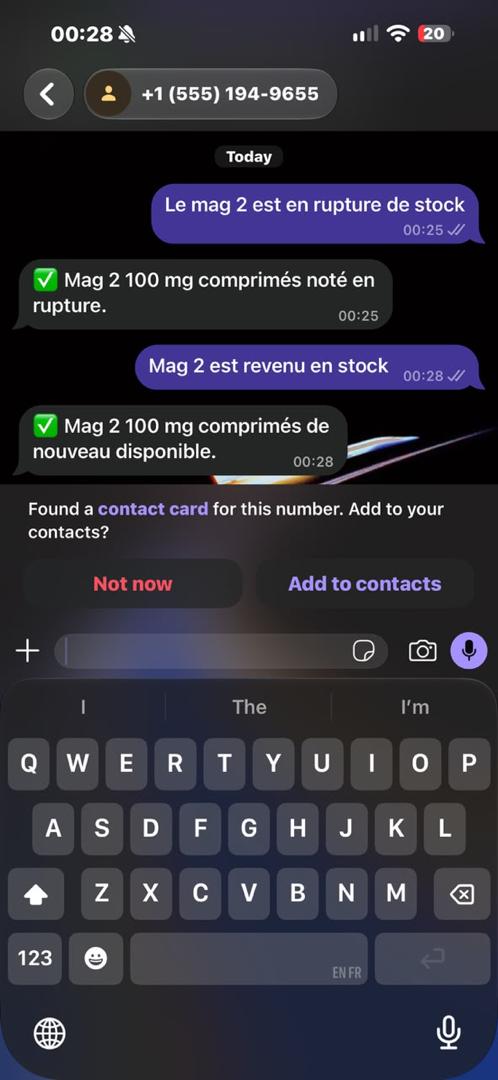 00:28
20
+1 (555) 194-9655
Today
Le mag 2 est en rupture de stock
00:25
✅ Mag 2 100 mg comprimés noté en
rupture.
00:25
Mag 2 est revenu en stock
00:28
✅ Mag 2 100 mg comprimés de
nouveau disponible.
00:28
Found a contact card for this number. Add to your
contacts?
Not now
Add to contacts
I
The
I'm
Q W E R T Y U I O P
A S D F G H J K L
Z X C V B N M
123
EN FR